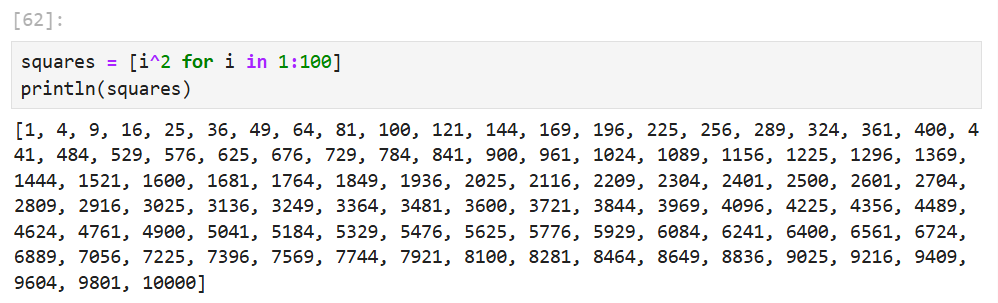 [62]:
squares = [i^2 for i in 1:100]
println(squares)
[1, 4, 9, 16, 25, 36, 49, 64, 81, 100, 121, 144, 169, 196, 225, 256, 289, 324, 361, 400, 4
41, 484, 529, 576, 625, 676, 729, 784, 841, 900, 961, 1024, 1089, 1156, 1225, 1296, 1369,
1444, 1521, 1600, 1681, 1764, 1849, 1936, 2025, 2116, 2209, 2304, 2401, 2500, 2601, 2704,
2809, 2916, 3025, 3136, 3249, 3364, 3481, 3600, 3721, 3844, 3969, 4096, 4225, 4356, 4489,
4624, 4761, 4900, 5041, 5184, 5329, 5476, 5625, 5776, 5929, 6084, 6241, 6400, 6561, 6724,
6889, 7056, 7225, 7396, 7569, 7744, 7921, 8100, 8281, 8464, 8649, 8836, 9025, 9216, 9409,
9604, 9801, 10000]